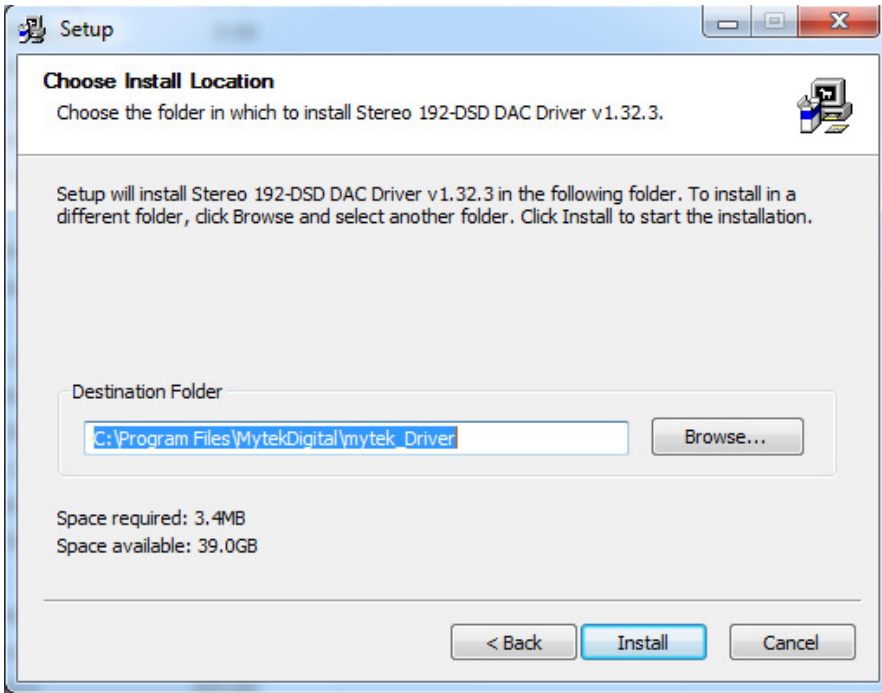 Setup
Choose Install Location
Choose the folder in which to install Stereo 192-DSD DAC Driver v1.32.3.
Setup will install Stereo 192-DSD DAC Driver v1.32.3 in the following folder. To install in a
different folder, click Browse and select another folder. Click Install to start the installation.
Destination Folder
C:\Program Files\MytekDigital\mytek_Driver
Browse...
Space required: 3.4MB
Space available: 39.0GB
< Back
Install
Cancel